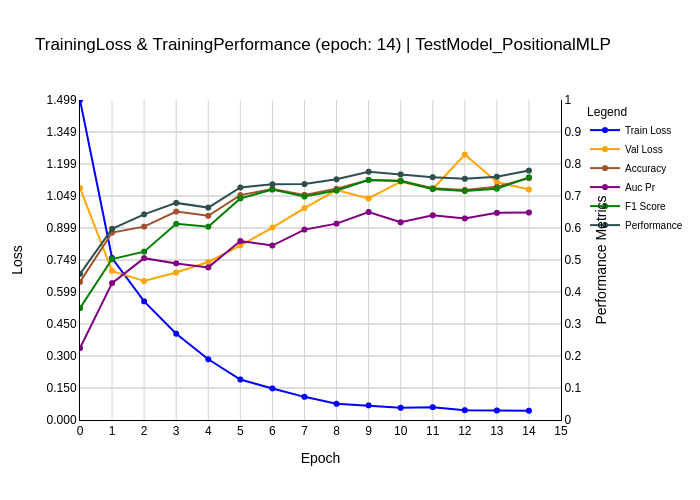 TrainingLoss & TrainingPerformance (epoch: 14) | TestModel_PositionalMLP
Legend
Train Loss
Val Loss
Accuracy
Auc Pr
F1 Score
Performance
1.499
1.349
1.199
1.049
0.899
0.749
0.599
0.450
0.300
0.150
0.000
Loss
1
0.9
0.8
0.7
0.6
0.5
0.4
0.3
0.2
0.1
0
Performance Metrics
0 1 2 3 4 5 6 7 8 9 10 11 12 13 14 15
Epoch